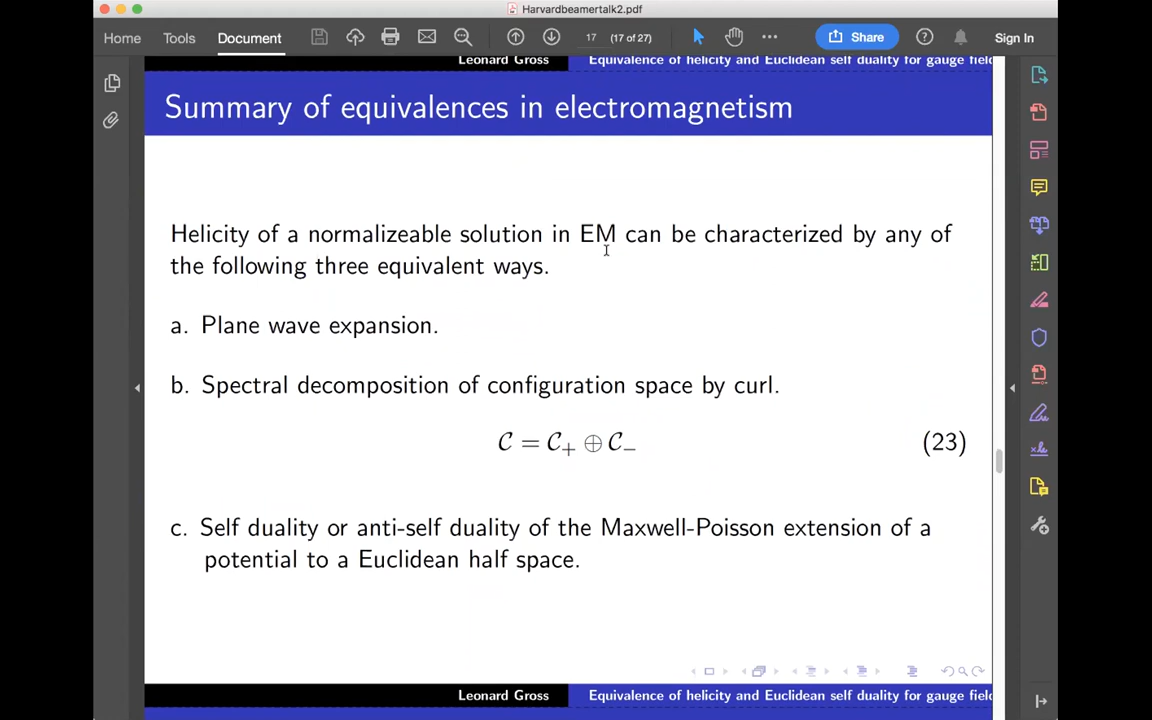 Harvardbeamertalk2.pdf
Home Tools Document 17 (17 of 27) Share Sign In
Leonard Gross Equivalence of helicity and Euclidean self duality for gauge field
Summary of equivalences in electromagnetism
Helicity of a normalizeable solution in EM can be characterized by any of
the following three equivalent ways.
a. Plane wave expansion.
b. Spectral decomposition of configuration space by curl.
𝒞 = 𝒞₊ ⊕ 𝒞₋ (23)
c. Self duality or anti-self duality of the Maxwell-Poisson extension of a
potential to a Euclidean half space.
Leonard Gross Equivalence of helicity and Euclidean self duality for gauge field